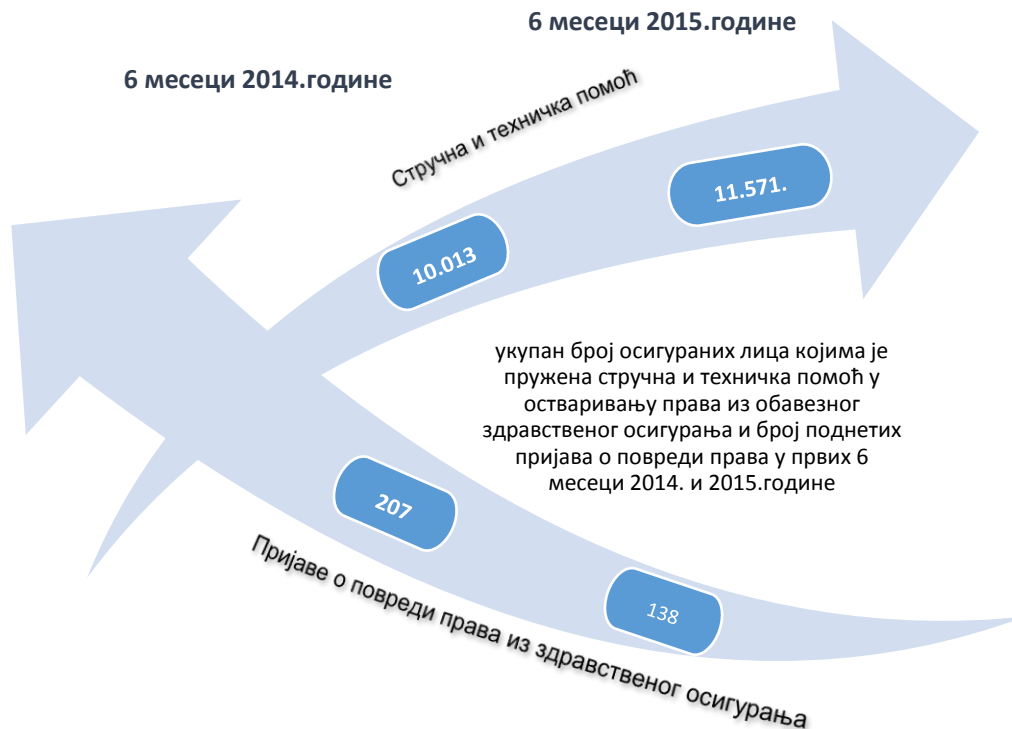 6 месеци 2015.године
6 месеци 2014.године
Стручна и техничка помоћ
11.571.
10.013
укупан број осигураних лица којима је
пружена стручна и техничка помоћ у
остваривању права из обавезног
здравственог осигурања и број поднетих
пријава о повреди права у првих 6
месеци 2014. и 2015.године
207
138
Пријаве о повреди права из здравственог осигурања